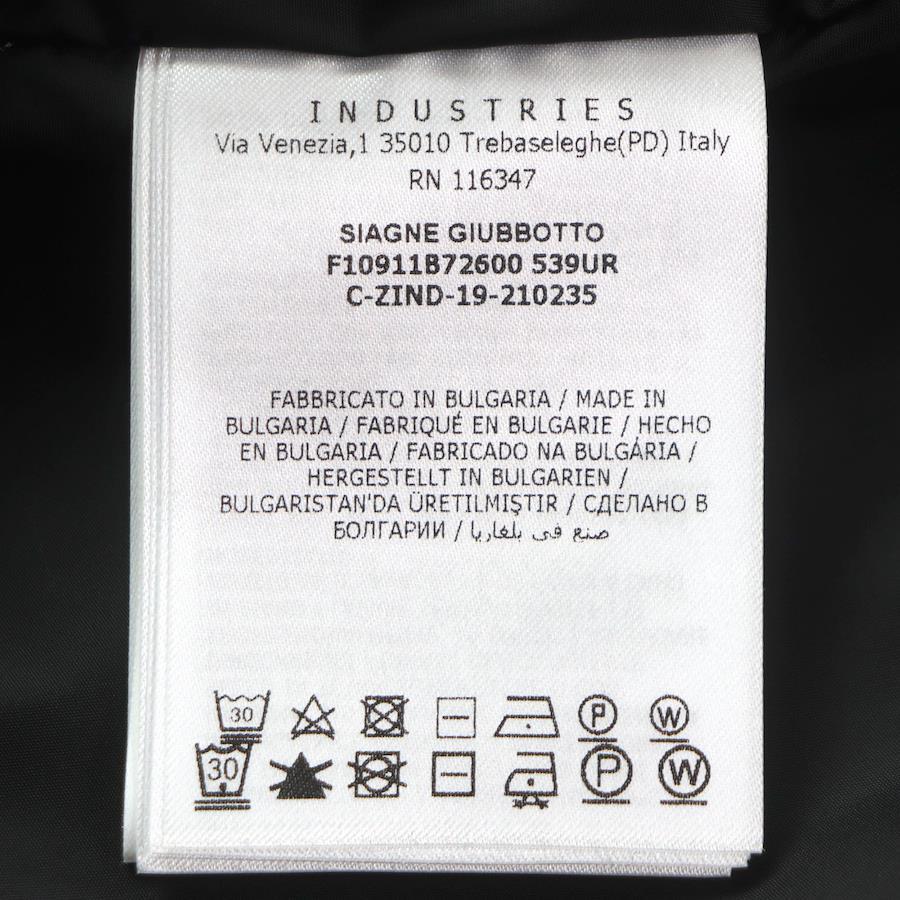 INDUSTRIES
Via Venezia,1 35010 Trebaseleghe(PD) Italy
RN 116347
SIAGNE GIUBBOTTO
F10911B72600 539UR
C-ZIND-19-210235
FABBRICATO IN BULGARIA / MADE IN
BULGARIA / FABRIQUÉ EN BULGARIE / HECHO
EN BULGARIA / FABRICADO NA BULGÁRIA /
HERGESTELLT IN BULGARIEN /
BULGARISTAN'DA ÜRETILMIŞTIR / СДЕЛАНО В
БОЛГАРИИ / صنع في بلغاريا
30 P W
30 P W